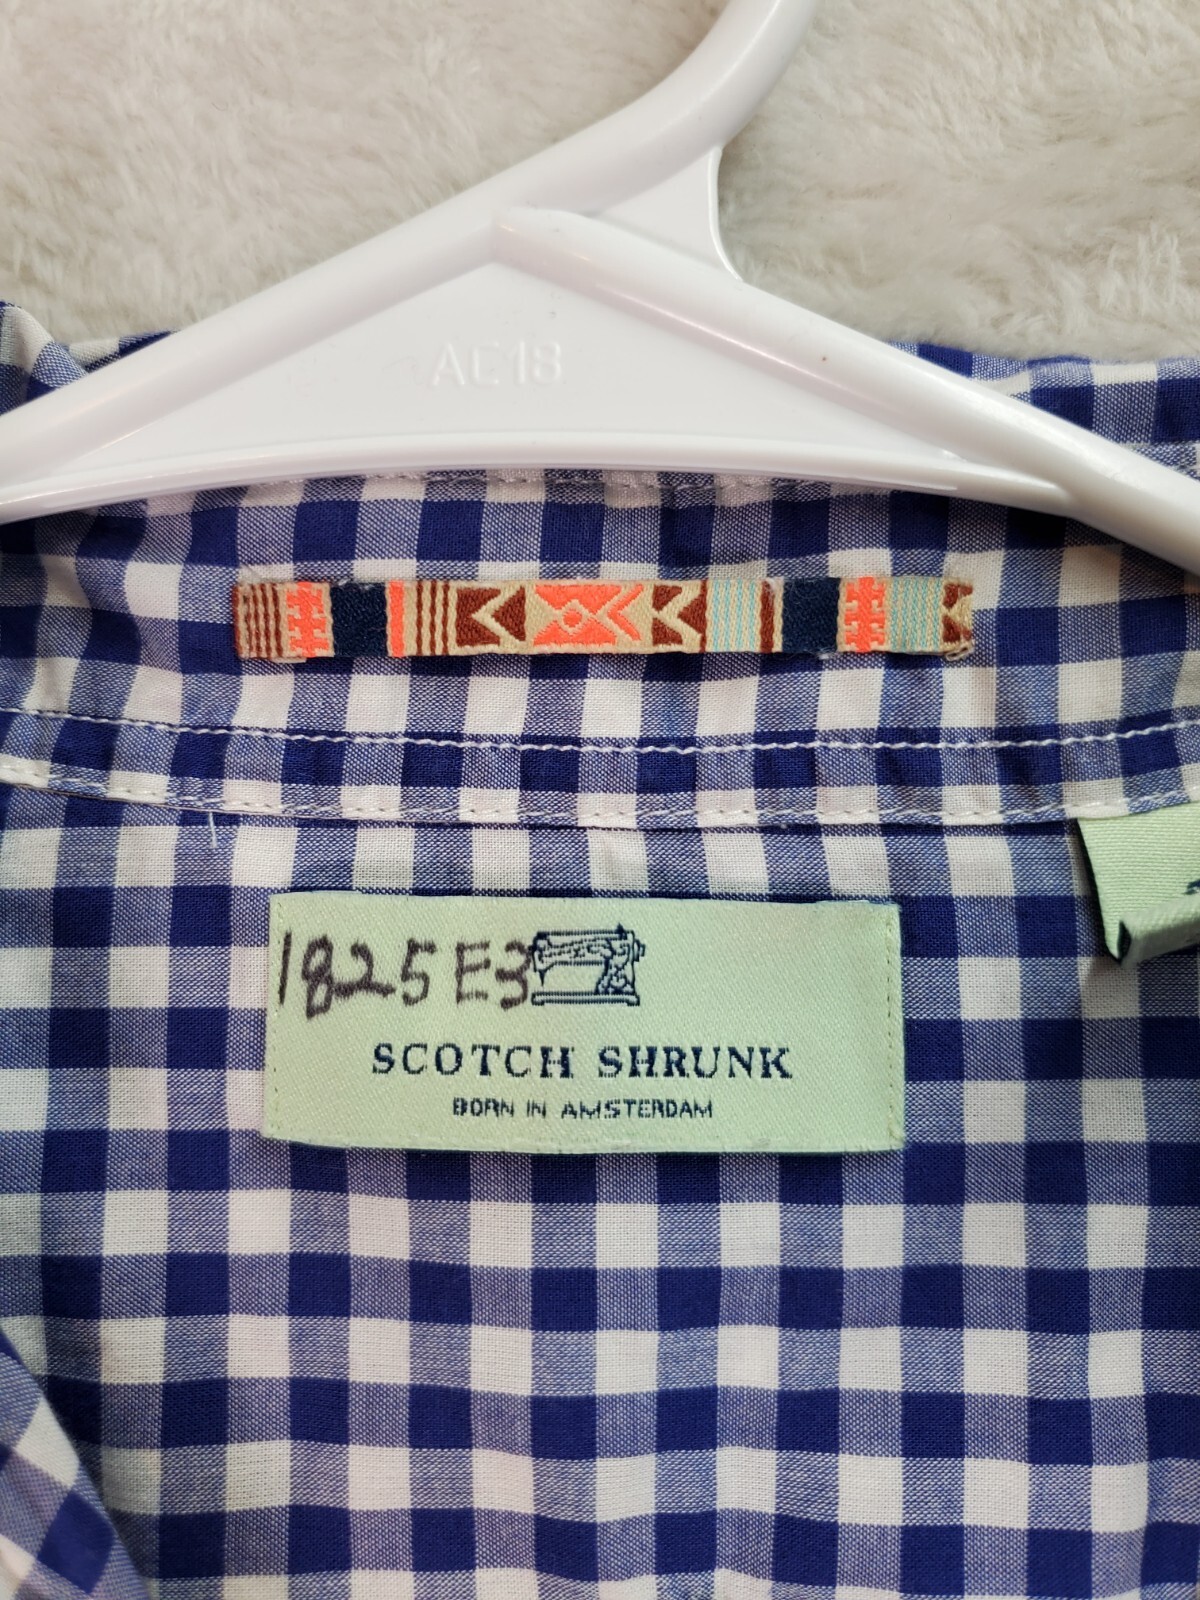 AC18
1825E3
SCOTCH SHRUNK
BORN IN AMSTERDAM